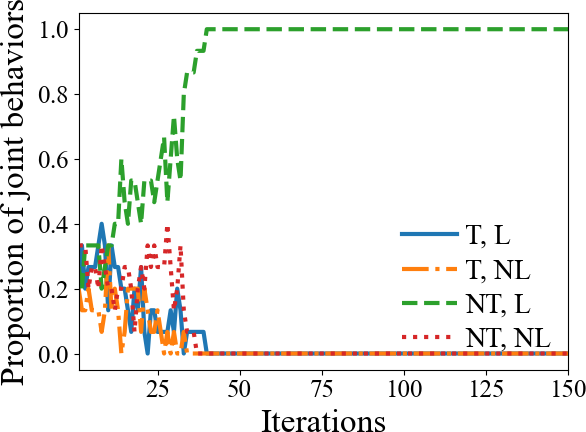 Proportion of joint behaviors
1.0
0.8
0.6
0.4
0.2
0.0
T, L
T, NL
NT, L
NT, NL
25 50 75 100 125 150
Iterations